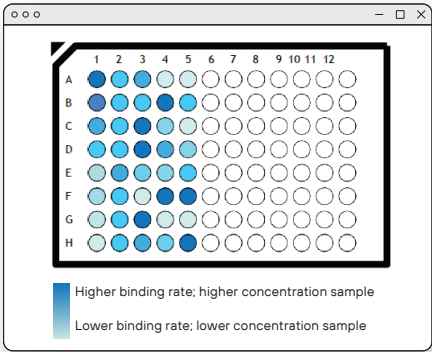 1 2 3 4 5 6 7 8 9 10 11 12
A
B
C
D
E
F
G
H
Higher binding rate; higher concentration sample
Lower binding rate; lower concentration sample